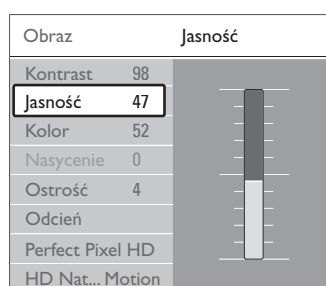 Obraz Jasność
Kontrast 98
Jasność 47
Kolor 52
Nasycenie 0
Ostrość 4
Odcień
Perfect Pixel HD
HD Nat... Motion